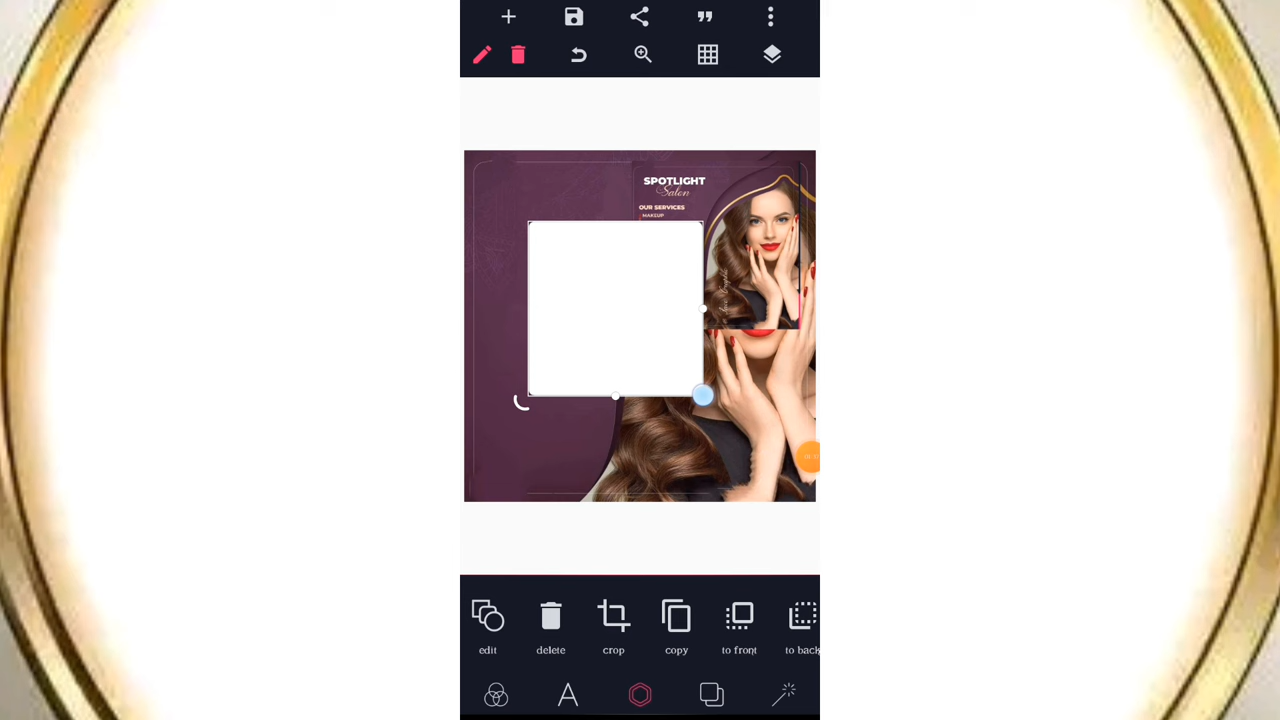 SPOTLIGHT
Salon
OUR SERVICES
MAKEUP
edit
delete
crop
copy
to front
to back